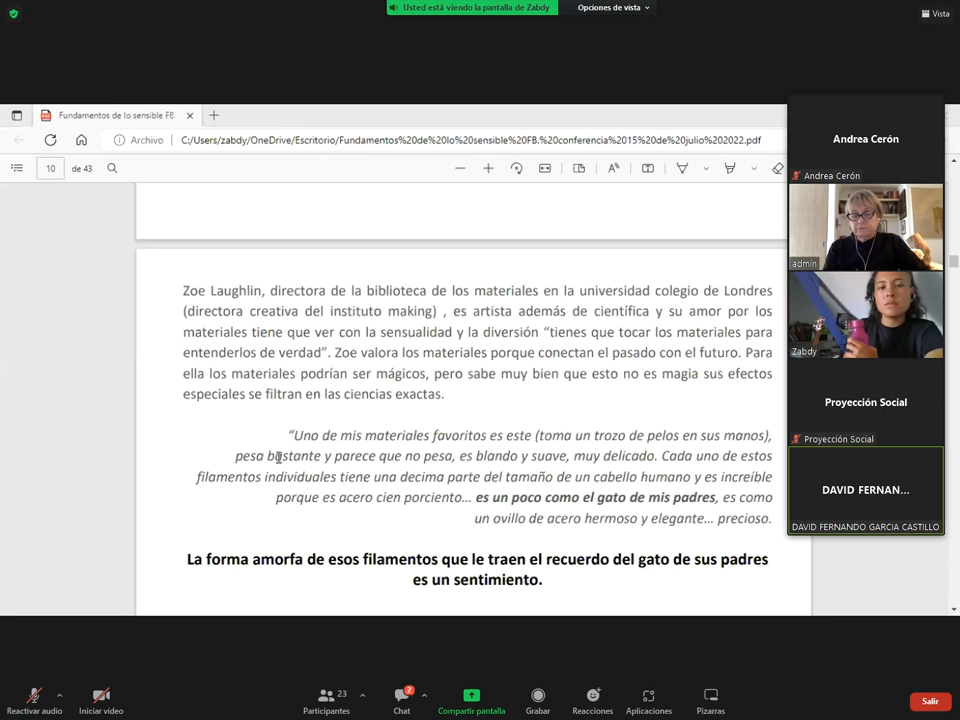 Usted está viendo la pantalla de Zabdy
Opciones de vista
Vista
Fundamentos de lo sensible FB.
Archivo
C:/Users/zabdy/OneDrive/Escritorio/Fundamentos%20de%20lo%20sensible%20FB.%20conferencia%2015%20de%20julio%202022.pdf
10 de 43
Zoe Laughlin, directora de la biblioteca de los materiales en la universidad colegio de Londres
(directora creativa del instituto making) , es artista además de científica y su amor por los
materiales tiene que ver con la sensualidad y la diversión “tienes que tocar los materiales para
entenderlos de verdad”. Zoe valora los materiales porque conectan el pasado con el futuro. Para
ella los materiales podrían ser mágicos, pero sabe muy bien que esto no es magia sus efectos
especiales se filtran en las ciencias exactas.
“Uno de mis materiales favoritos es este (toma un trozo de pelos en sus manos),
pesa bastante y parece que no pesa, es blando y suave, muy delicado. Cada uno de estos
filamentos individuales tiene una decima parte del tamaño de un cabello humano y es increíble
porque es acero cien porciento… es un poco como el gato de mis padres, es como
un ovillo de acero hermoso y elegante… precioso.
La forma amorfa de esos filamentos que le traen el recuerdo del gato de sus padres
es un sentimiento.
Andrea Cerón
Andrea Cerón
admin
Zabdy
Proyección Social
Proyección Social
DAVID FERNAN...
DAVID FERNANDO GARCIA CASTILLO
Reactivar audio
Iniciar vídeo
23
Participantes
2
Chat
Compartir pantalla
Grabar
Reacciones
Aplicaciones
Pizarras
Salir